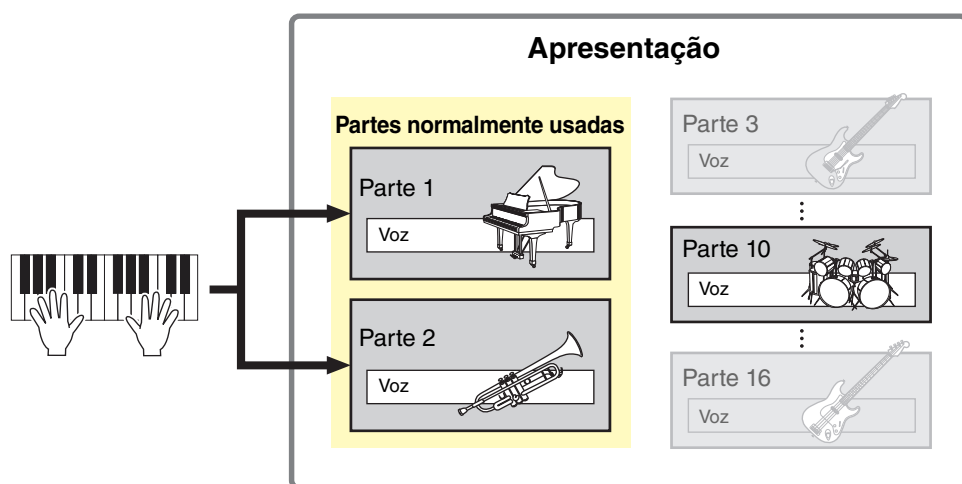 Apresentação
Partes normalmente usadas
Parte 1
Voz
Parte 2
Voz
Parte 3
Voz
Parte 10
Voz
Parte 16
Voz